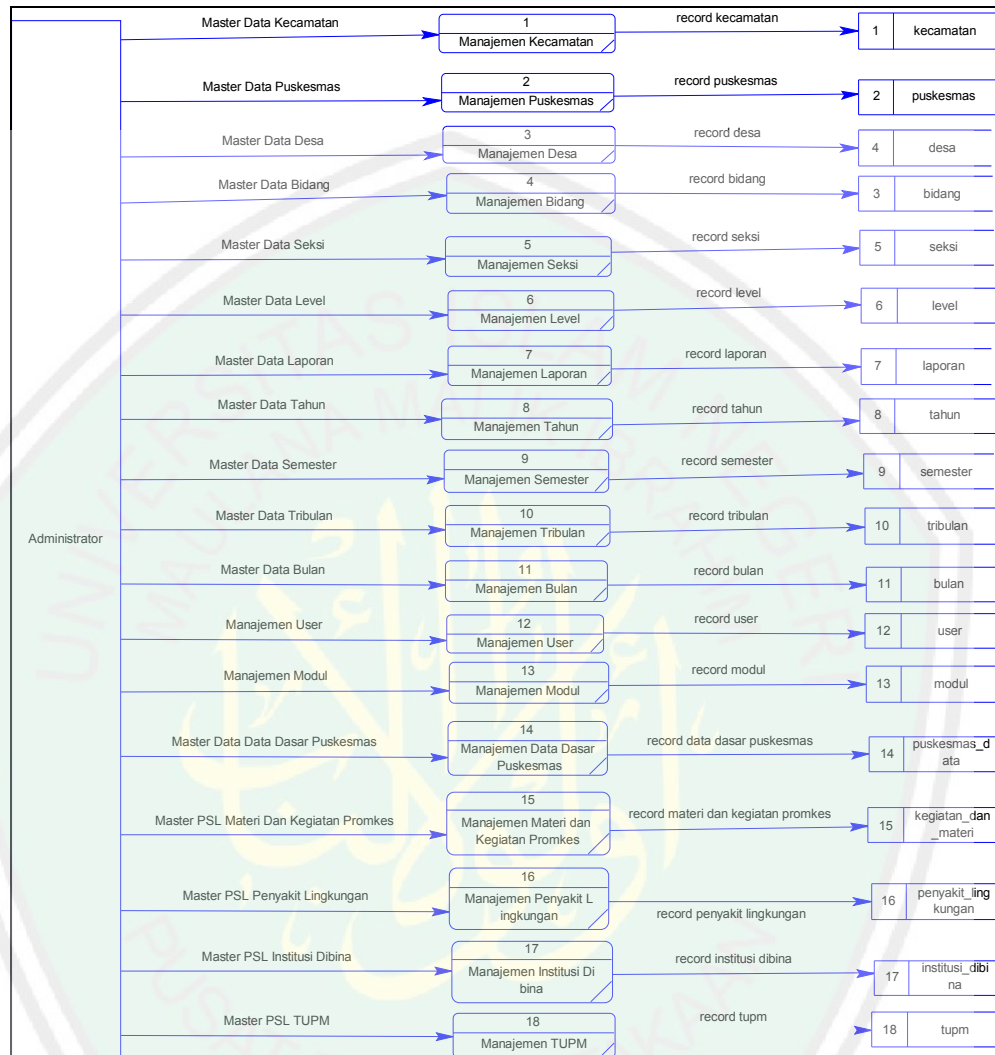 Master Data Kecamatan
1
Manajemen Kecamatan
record kecamatan
1
kecamatan
Master Data Puskesmas
2
Manajemen Puskesmas
record puskesmas
2
puskesmas
Master Data Desa
3
Manajemen Desa
record desa
4
desa
Master Data Bidang
4
Manajemen Bidang
record bidang
3
bidang
Master Data Seksi
5
Manajemen Seksi
record seksi
5
seksi
Master Data Level
6
Manajemen Level
record level
6
level
Master Data Laporan
7
Manajemen Laporan
record laporan
7
laporan
Master Data Tahun
8
Manajemen Tahun
record tahun
8
tahun
Master Data Semester
9
Manajemen Semester
record semester
9
semester
Administrator
Master Data Tribulan
10
Manajemen Tribulan
record tribulan
10
tribulan
Master Data Bulan
11
Manajemen Bulan
record bulan
11
bulan
Manajemen User
12
Manajemen User
record user
12
user
Manajemen Modul
13
Manajemen Modul
record modul
13
modul
Master Data Data Dasar Puskesmas
14
Manajemen Data Dasar
Puskesmas
record data dasar puskesmas
14
puskesmas_d
ata
Master PSL Materi Dan Kegiatan Promkes
15
Manajemen Materi dan
Kegiatan Promkes
record materi dan kegiatan promkes
15
kegiatan_dan
_materi
Master PSL Penyakit Lingkungan
16
Manajemen Penyakit L
ingkungan
record penyakit lingkungan
16
penyakit_ling
kungan
Master PSL Institusi Dibina
17
Manajemen Institusi Di
bina
record institusi dibina
17
institusi_dibi
na
Master PSL TUPM
18
Manajemen TUPM
record tupm
18
tupm